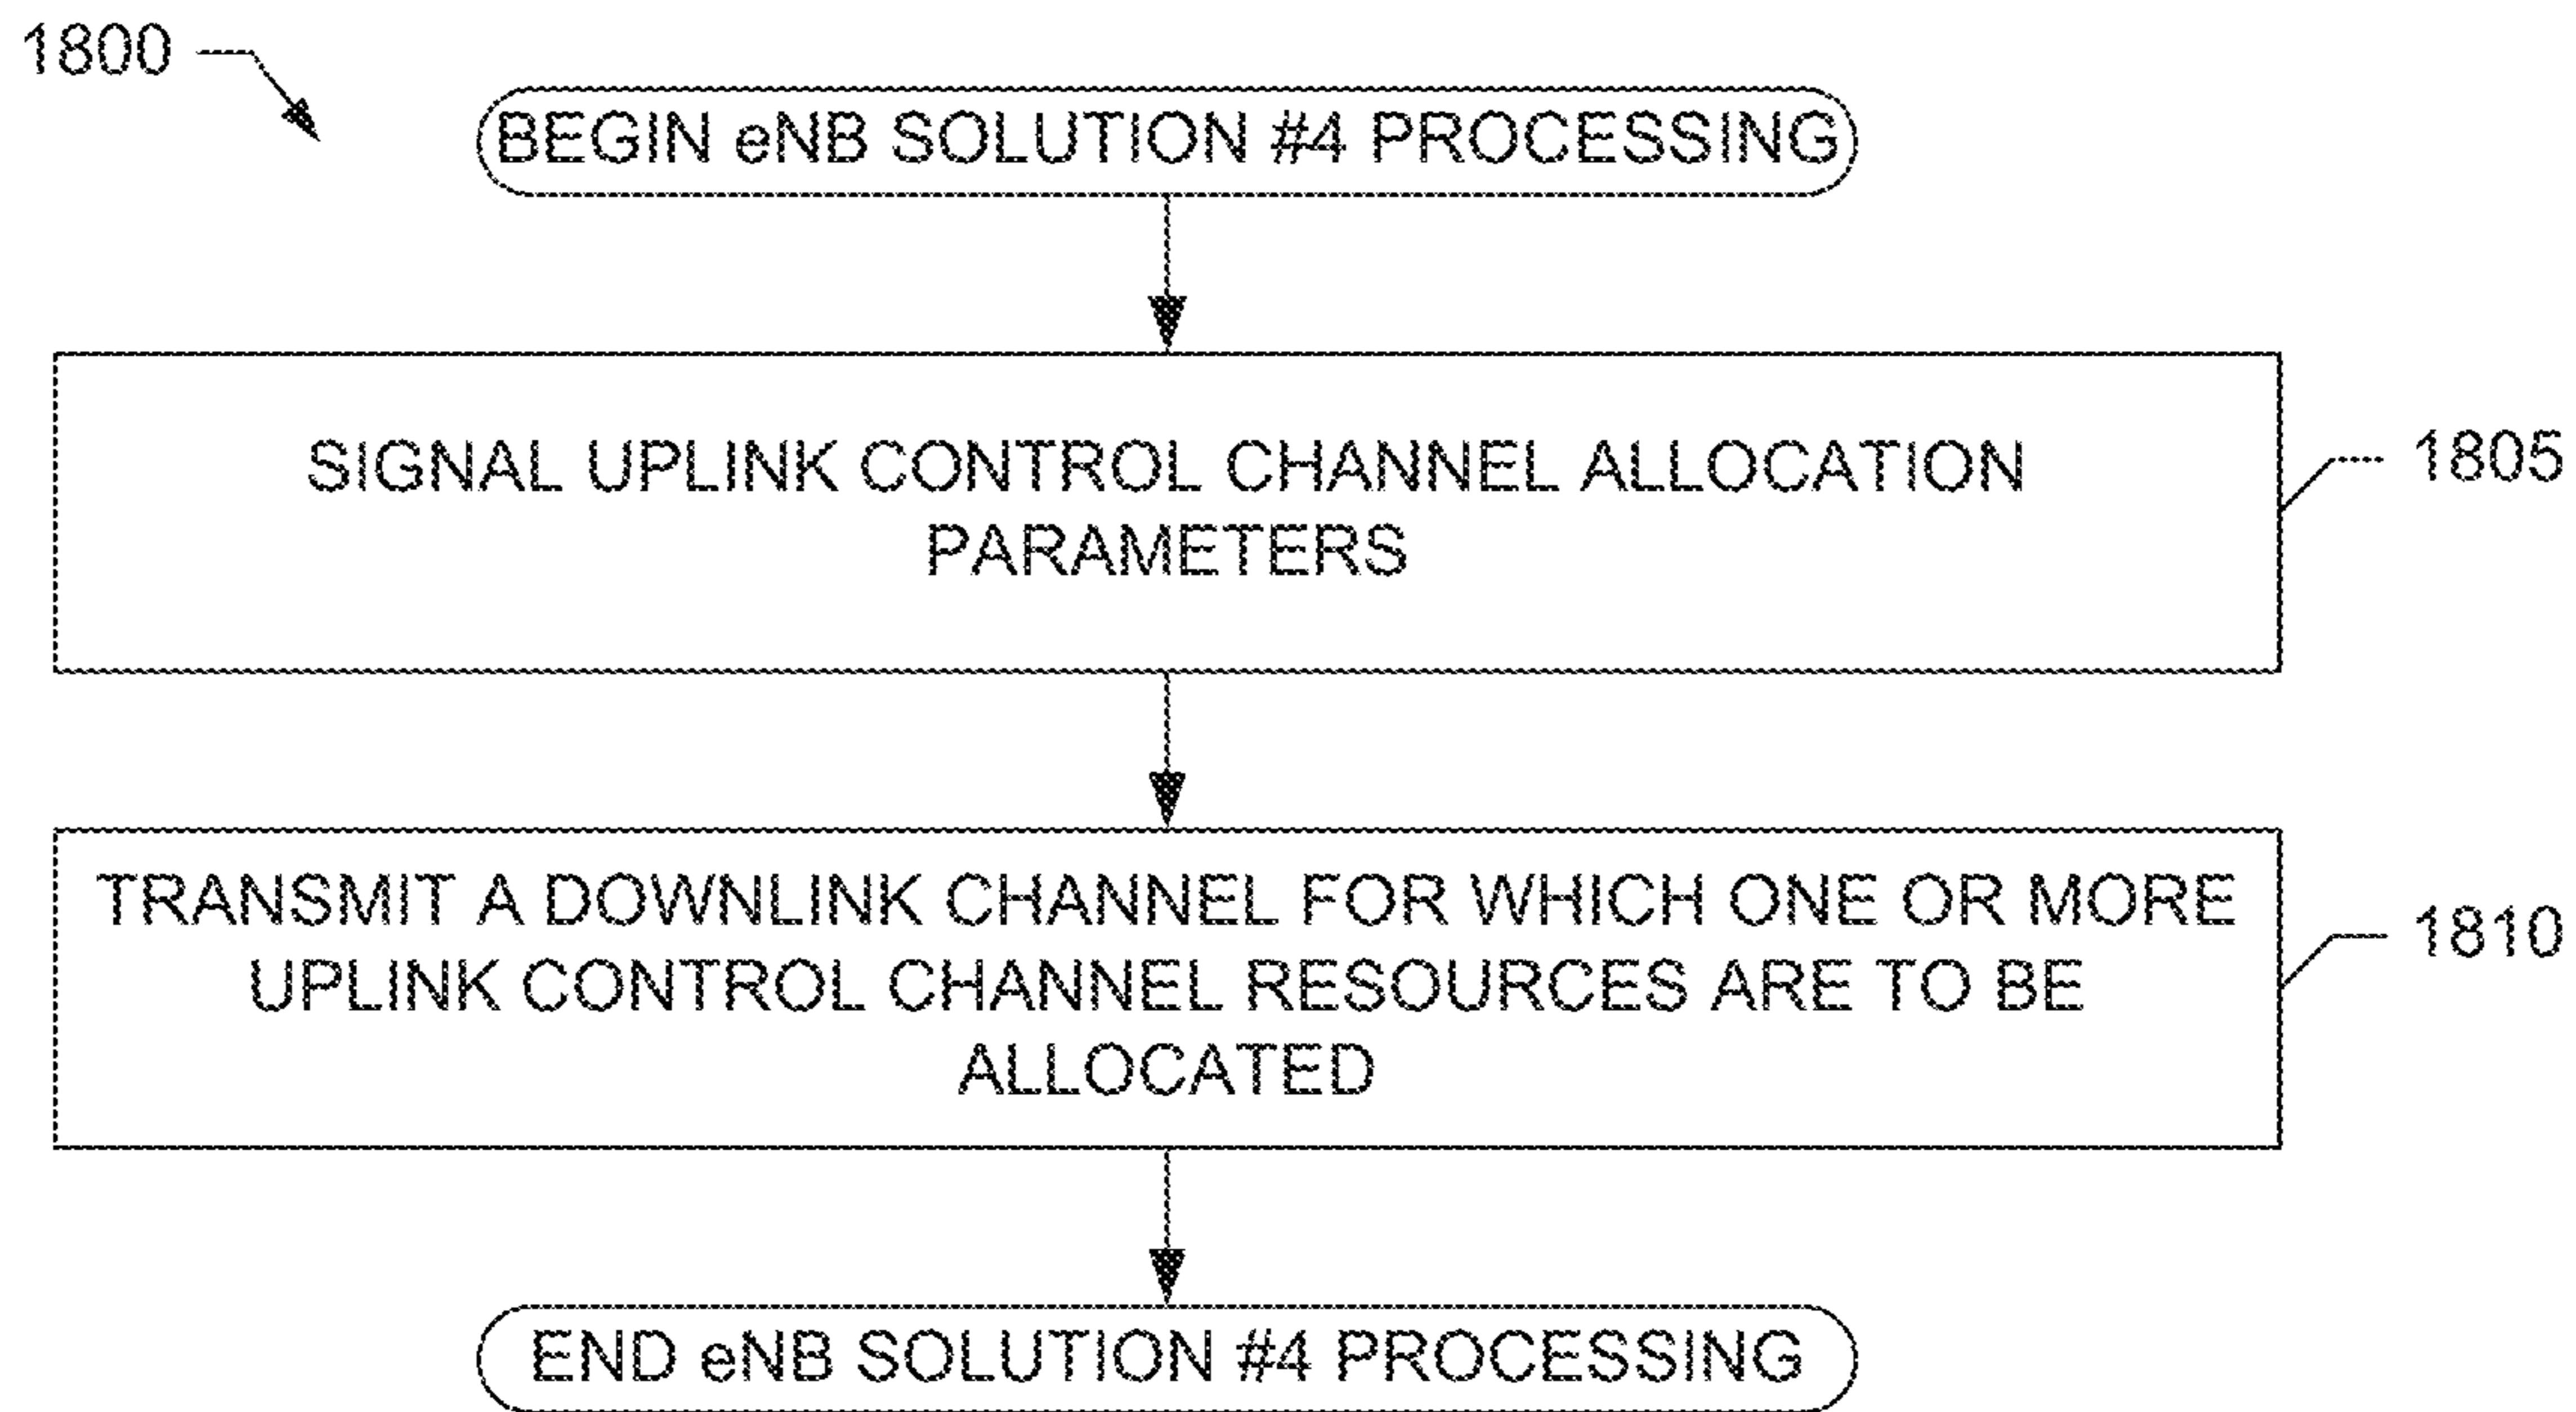 1800
BEGIN eNB SOLUTION #4 PROCESSING
SIGNAL UPLINK CONTROL CHANNEL ALLOCATION
PARAMETERS
1805
TRANSMIT A DOWNLINK CHANNEL FOR WHICH ONE OR MORE
UPLINK CONTROL CHANNEL RESOURCES ARE TO BE
ALLOCATED
1810
END eNB SOLUTION #4 PROCESSING